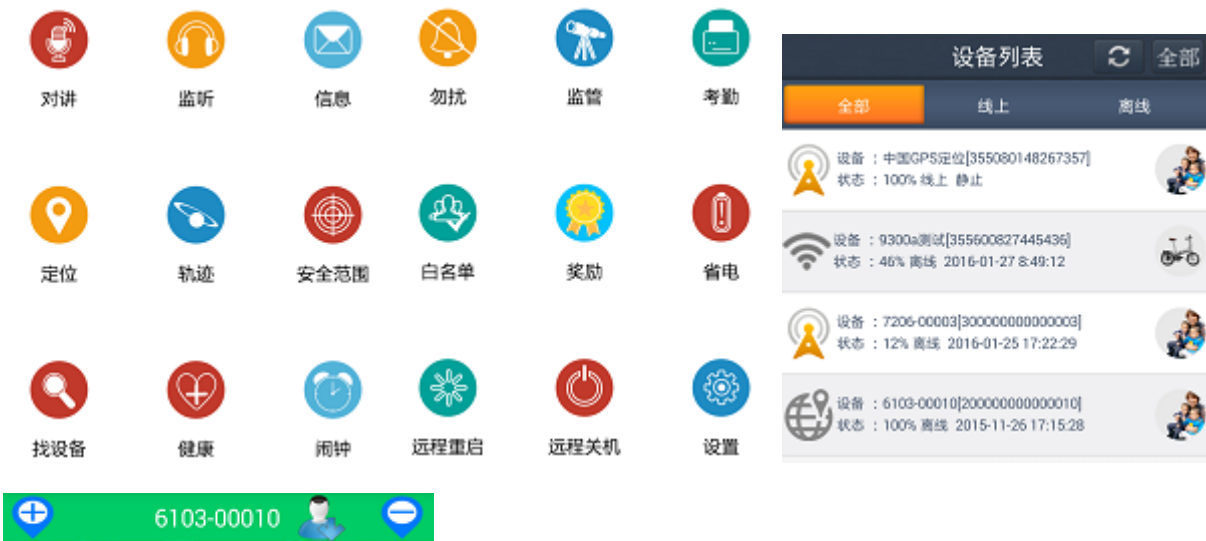 对讲 监听 信息 勿扰 监管 考勤
定位 轨迹 安全范围 白名单 奖励 省电
找设备 健康 闹钟 远程重启 远程关机 设置
6103-00010
设备列表 全部
全部 线上 离线
设备 : 中国GPS定位[355080148267357]
状态 : 100% 线上 静止
设备 : 9300a测试[355600827445436]
状态 : 46% 离线 2016-01-27 8:49:12
设备 : 7206-00003[300000000000003]
状态 : 12% 离线 2016-01-25 17:22:29
设备 : 6103-00010[200000000000010]
状态 : 100% 离线 2015-11-26 17:15:28